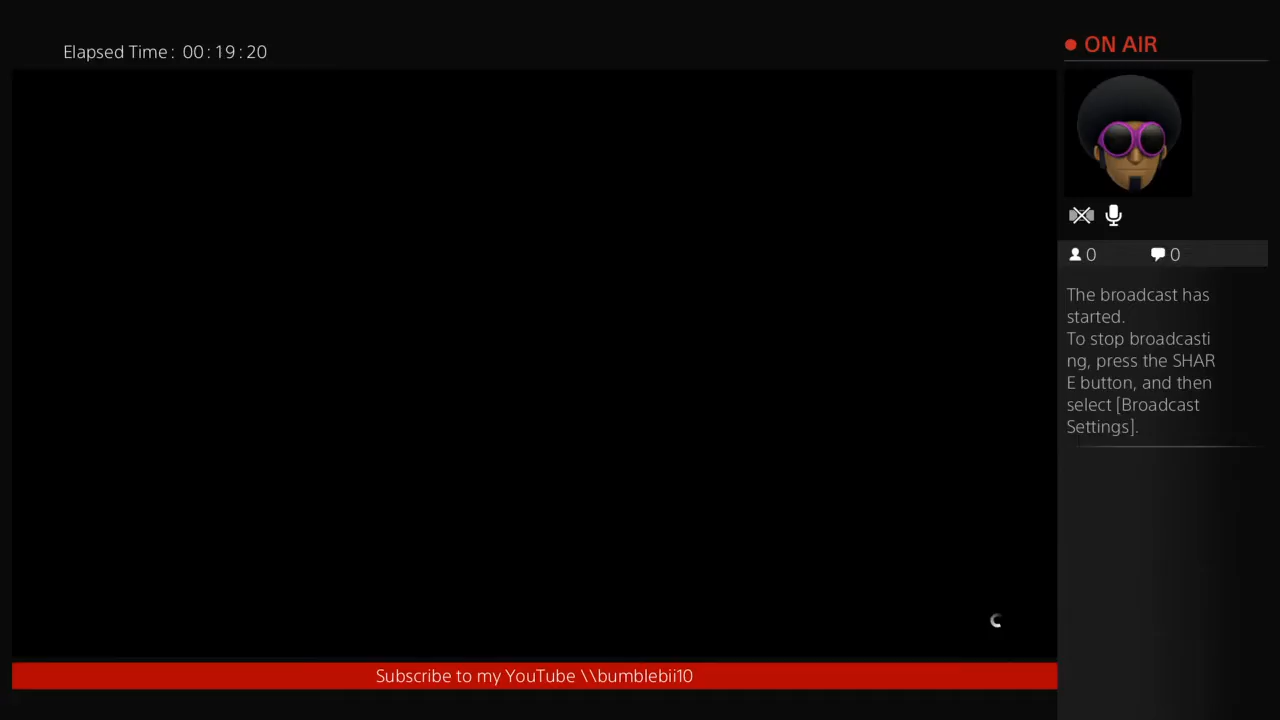 Elapsed Time: 00:19:20
ON AIR
0
0
The broadcast has
started.
To stop broadcasti
ng, press the SHAR
E button, and then
select [Broadcast
Settings].
Subscribe to my YouTube \\bumblebii10